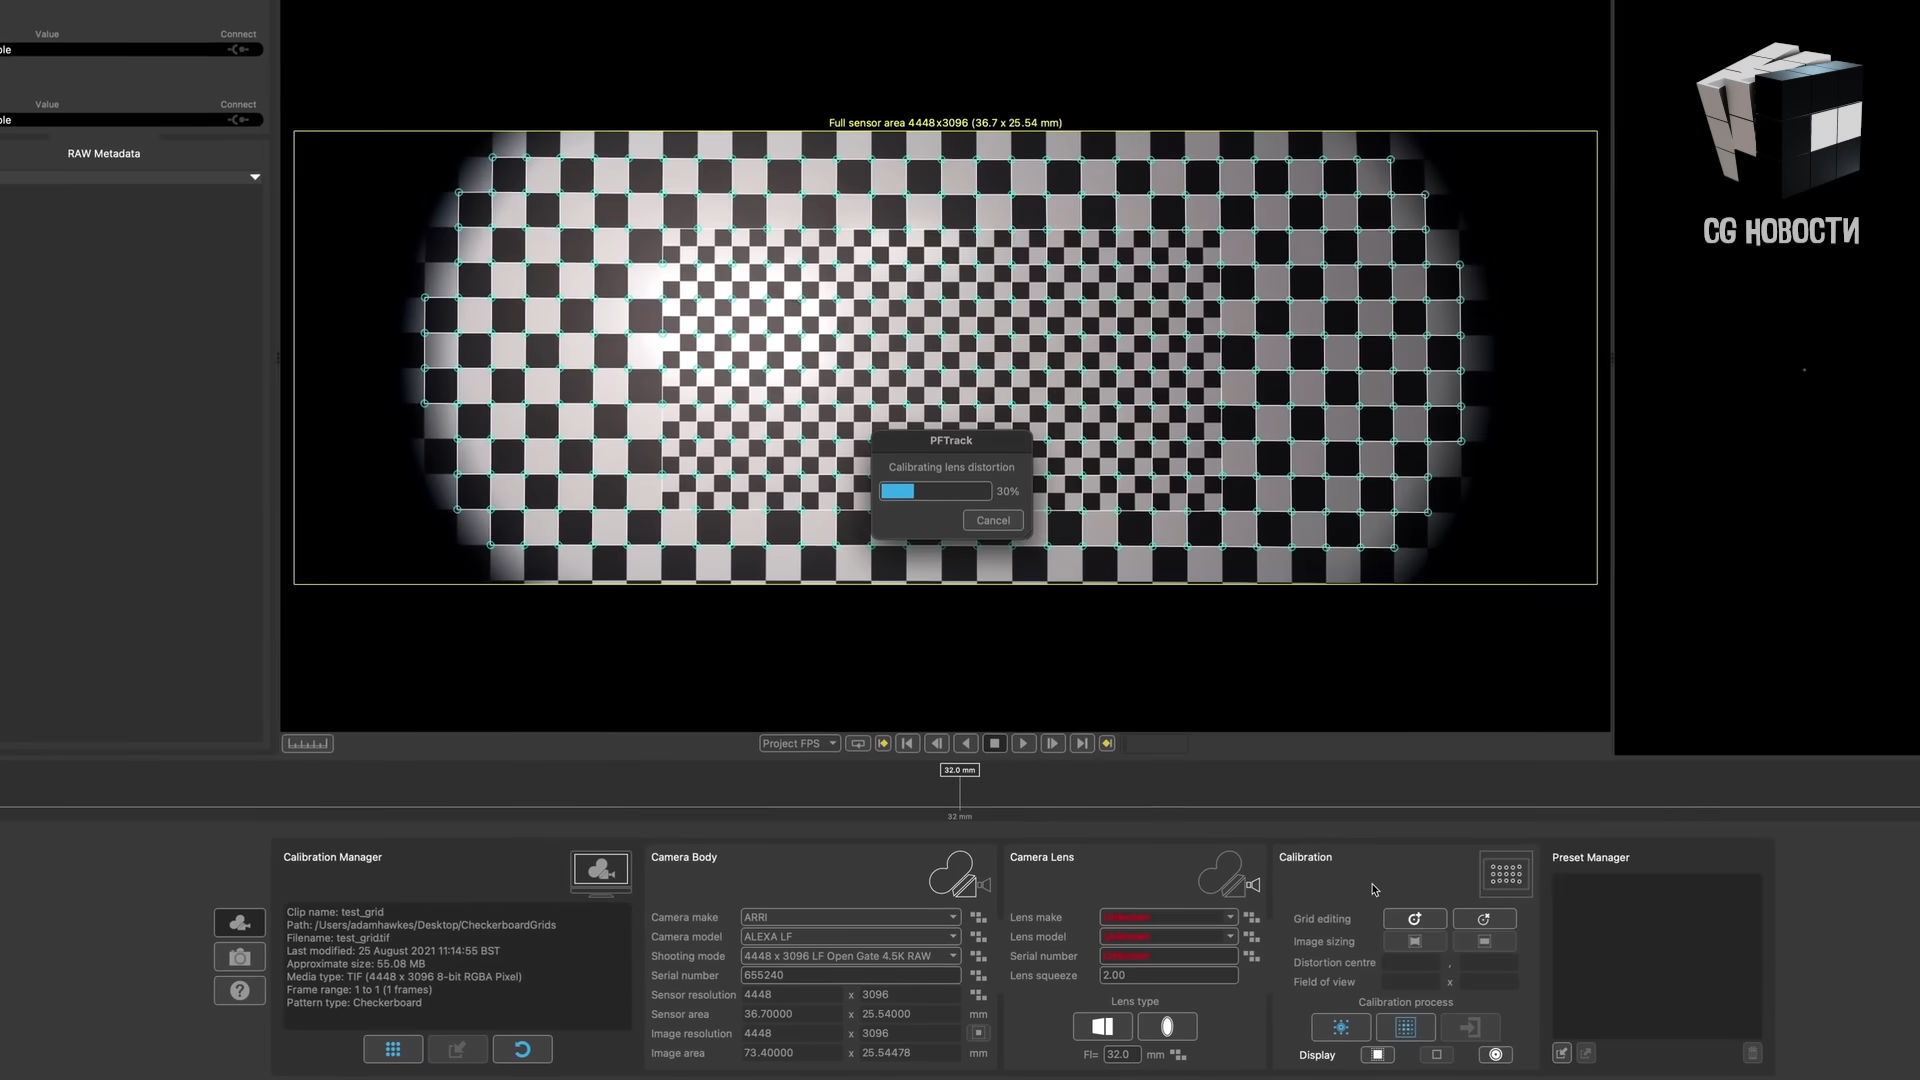 Value Connect
ble
Value Connect
ble
RAW Metadata
Full sensor area 4448x3096 (36.7 x 25.54 mm)
CG НОВОСТИ
PFTrack
Calibrating lens distortion
30%
Cancel
Project FPS
32.0 mm
32 mm
Calibration Manager
Clip name: test_grid
Path: /Users/adamhawkes/Desktop/CheckerboardGrids
Filename: test_grid.tif
Last modified: 25 August 2021 11:14:55 BST
Approximate size: 55.08 MB
Media type: TIF (4448 x 3096 8-bit RGBA Pixel)
Frame range: 1 to 1 (1 frames)
Pattern type: Checkerboard
Camera Body
Camera make ARRI
Camera model ALEXA LF
Shooting mode 4448 x 3096 LF Open Gate 4.5K RAW
Serial number 655240
Sensor resolution 4448 x 3096
Sensor area 36.70000 x 25.54000 mm
Image resolution 4448 x 3096
Image area 73.40000 x 25.54478 mm
Camera Lens
Lens make
Lens model
Serial number
Lens squeeze 2.00
Lens type
Fl= 32.0 mm
Calibration
Grid editing
Image sizing
Distortion centre ,
Field of view x
Calibration process
Display
Preset Manager